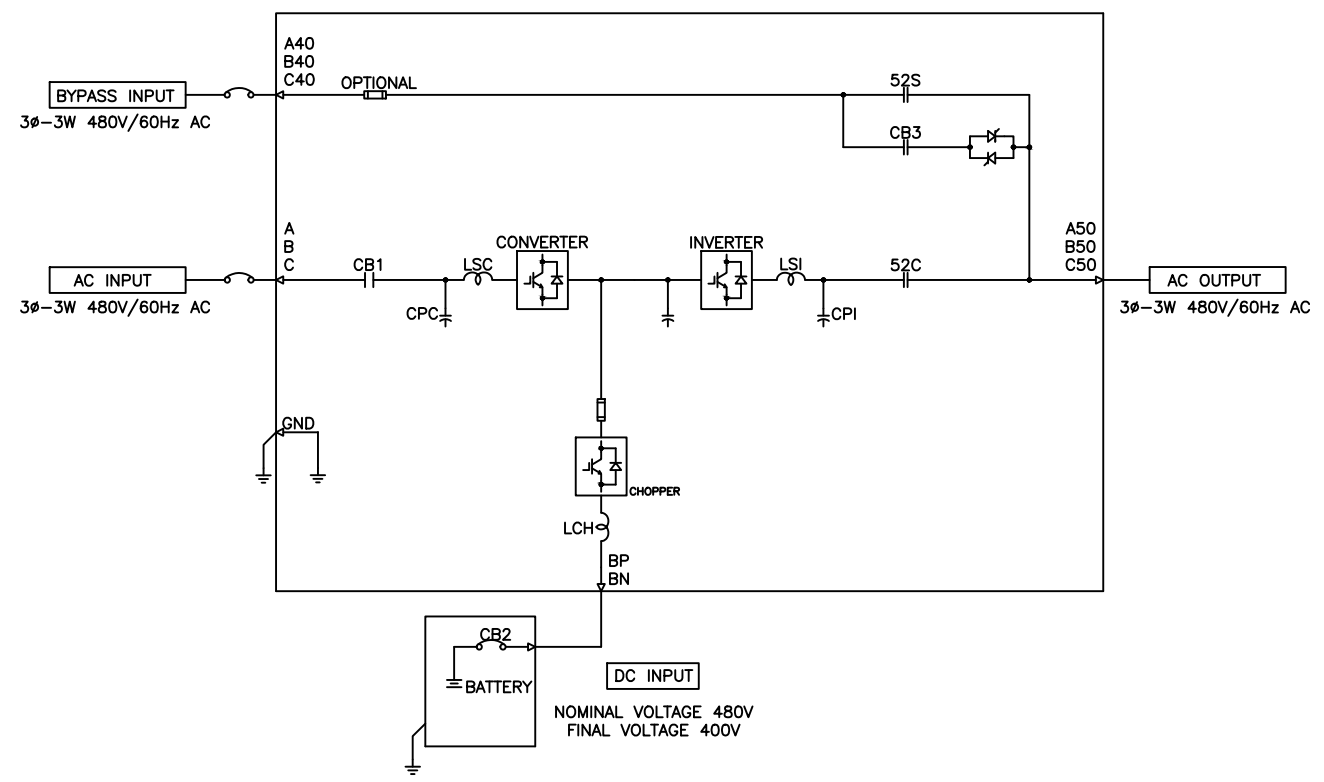 A40
B40
C40
OPTIONAL
52S
BYPASS INPUT
3ø–3W 480V/60Hz AC
CB3
A
B
C
CONVERTER
INVERTER
A50
B50
C50
CB1
LSC
LSI
52C
AC INPUT
AC OUTPUT
3ø–3W 480V/60Hz AC
3ø–3W 480V/60Hz AC
CPC
CPI
GND
CHOPPER
LCH
BP
BN
CB2
BATTERY
DC INPUT
NOMINAL VOLTAGE 480V
FINAL VOLTAGE 400V